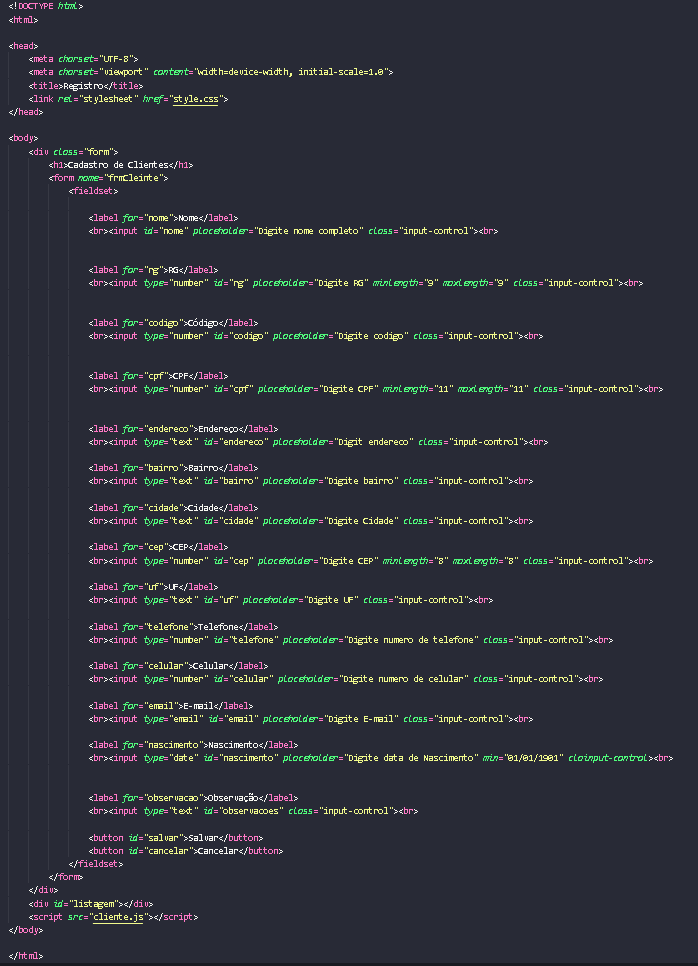 <!DOCTYPE html>
<html>
<head>
<meta charset="UTF-8">
<meta charset="viewport" content="width=device-width, initial-scale=1.0">
<title>Registro</title>
<link rel="stylesheet" href="style.css">
</head>
<body>
<div class="form">
<h1>Cadastro de Clientes</h1>
<form name="frmCleinte">
<fieldset>
<label for="nome">Nome</label>
<br><input id="nome" placeholder="Digite nome completo" class="input-control"><br>
<label for="rg">RG</label>
<br><input type="number" id="rg" placeholder="Digite RG" minlength="9" maxlength="9" class="input-control"><br>
<label for="codigo">Código</label>
<br><input type="number" id="codigo" placeholder="Digite codigo" class="input-control"><br>
<label for="cpf">CPF</label>
<br><input type="number" id="cpf" placeholder="Digite CPF" minlength="11" maxlength="11" class="input-control"><br>
<label for="endereco">Endereço</label>
<br><input type="text" id="endereco" placeholder="Digit endereco" class="input-control"><br>
<label for="bairro">Bairro</label>
<br><input type="text" id="bairro" placeholder="Digite bairro" class="input-control"><br>
<label for="cidade">Cidade</label>
<br><input type="text" id="cidade" placeholder="Digite Cidade" class="input-control"><br>
<label for="cep">CEP</label>
<br><input type="number" id="cep" placeholder="Digite CEP" minlength="8" maxlength="8" class="input-control"><br>
<label for="uf">UF</label>
<br><input type="text" id="uf" placeholder="Digite UF" class="input-control"><br>
<label for="telefone">Telefone</label>
<br><input type="number" id="telefone" placeholder="Digite numero de telefone" class="input-control"><br>
<label for="celular">Celular</label>
<br><input type="number" id="celular" placeholder="Digite numero de celular" class="input-control"><br>
<label for="email">E-mail</label>
<br><input type="email" id="email" placeholder="Digite E-mail" class="input-control"><br>
<label for="nascimento">Nascimento</label>
<br><input type="date" id="nascimento" placeholder="Digite data de Nascimento" min="01/01/1901" clainput-control><br>
<label for="observacao">Observação</label>
<br><input type="text" id="observacoes" class="input-control"><br>
<button id="salvar">Salvar</button>
<button id="cancelar">Cancelar</button>
</fieldset>
</form>
</div>
<div id="listagem"></div>
<script src="cliente.js"></script>
</body>
</html>